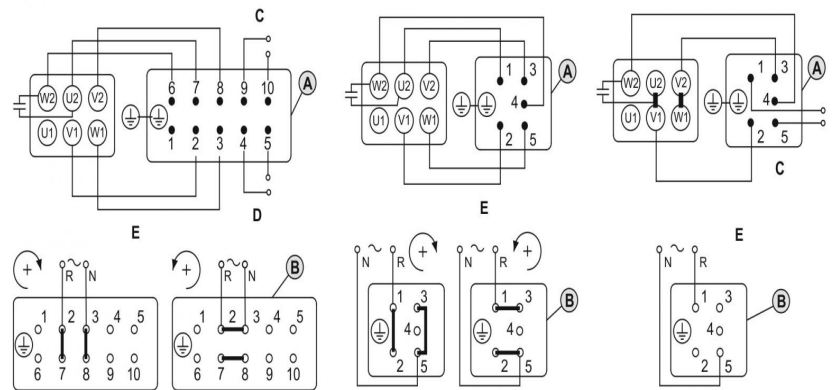 C
W2 U2 V2 6 7 8 9 10 A
U1 V1 W1 1 2 3 4 5
D
E
R ~ N R ~ N B
+ +
1 2 3 4 5 1 2 3 4 5
6 7 8 9 10 6 7 8 9 10
W2 U2 V2 1 3 A
4
U1 V1 W1 2 5
E
N ~ R N ~ R
+ +
1 3 1 3 B
4 4
2 5 2 5
W2 U2 V2 1 3 A
4
U1 V1 W1 2 5
C
E
N ~ R
1 3 B
4
2 5